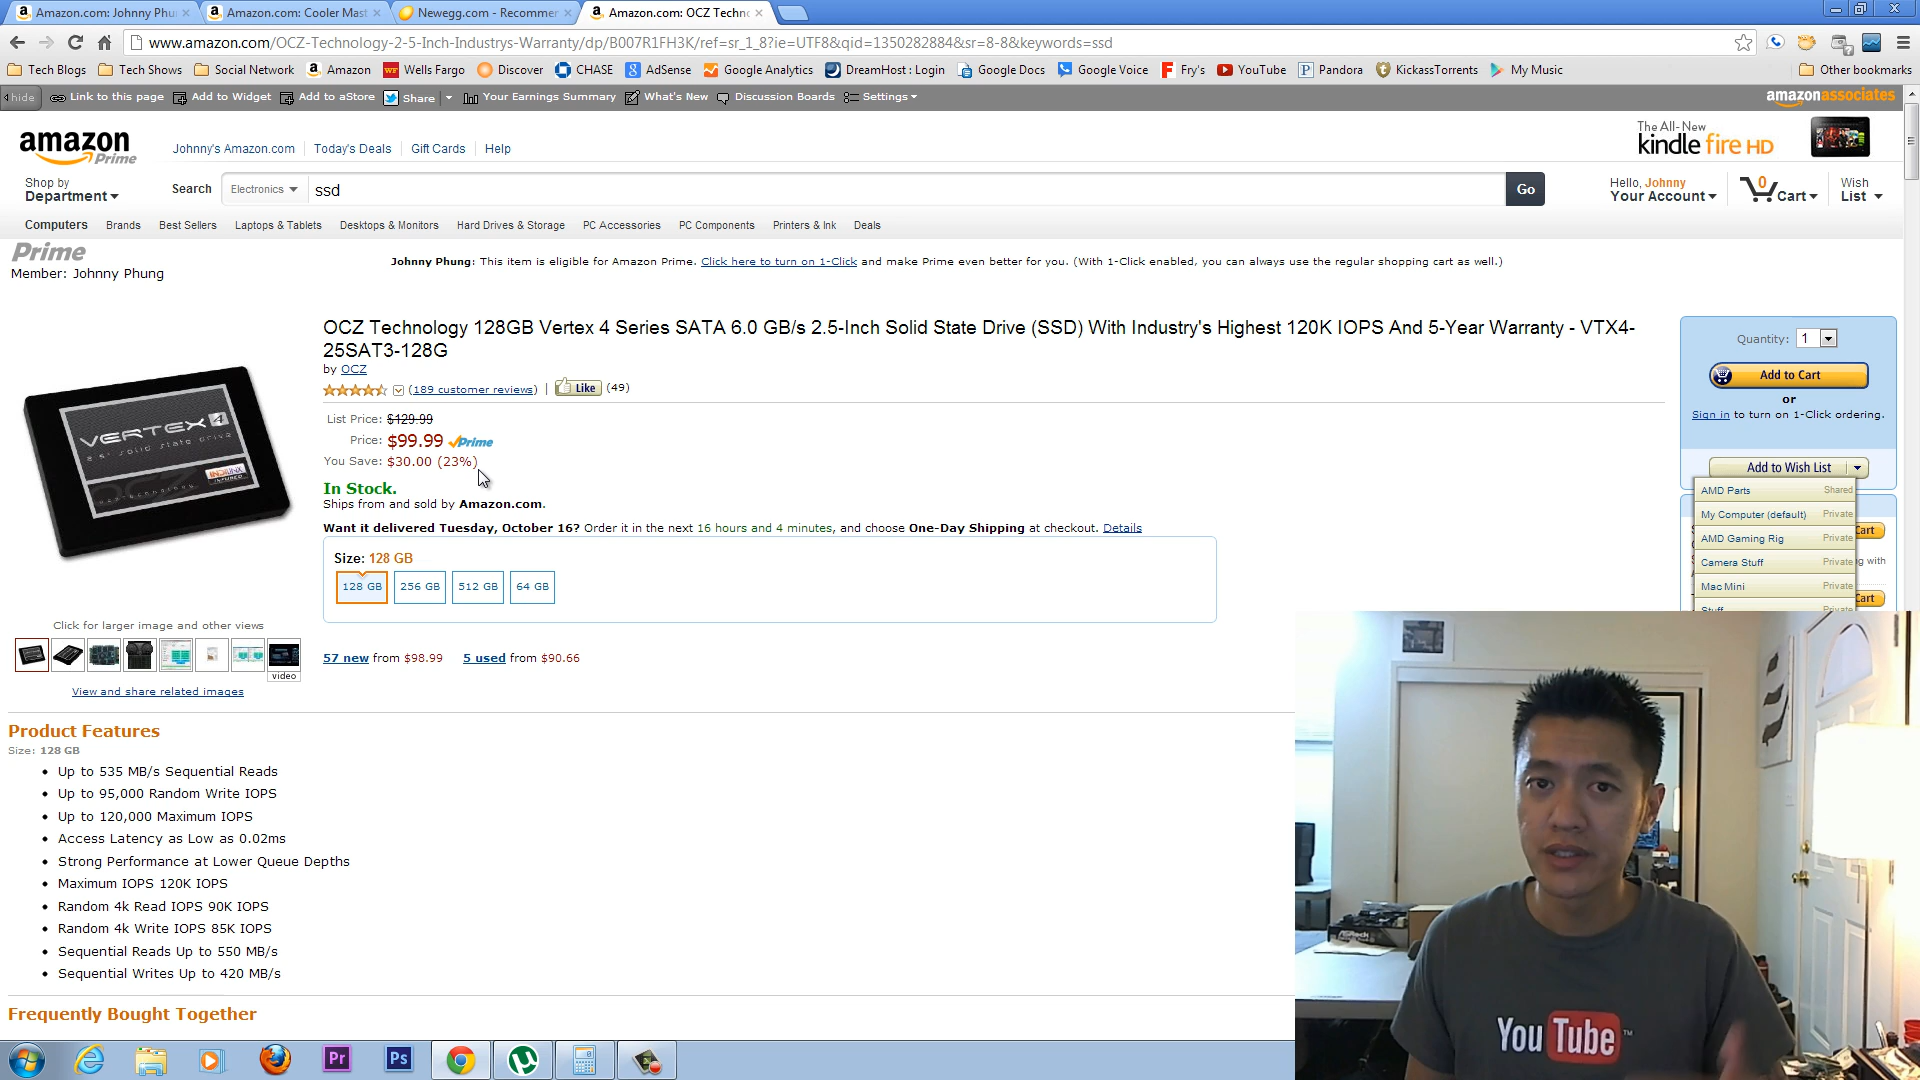 Amazon.com: Johnny Phu
Amazon.com: Cooler Mast
Newegg.com - Recommer
Amazon.com: OCZ Techn
www.amazon.com/OCZ-Technology-2-5-Inch-Industrys-Warranty/dp/B007R1FH3K/ref=sr_1_8?ie=UTF8&qid=1350282884&sr=8-8&keywords=ssd
Tech Blogs Tech Shows Social Network Amazon Wells Fargo Discover CHASE AdSense Google Analytics DreamHost : Login Google Docs Google Voice Fry's YouTube Pandora KickassTorrents My Music Other bookmarks
hide Link to this page Add to Widget Add to aStore Share Your Earnings Summary What's New Discussion Boards Settings amazonassociates
amazon Prime
Johnny's Amazon.com Today's Deals Gift Cards Help
The All-New
kindle fire HD
Shop by
Department
Search Electronics ssd Go
Hello, Johnny
Your Account
0 Cart
Wish
List
Computers Brands Best Sellers Laptops & Tablets Desktops & Monitors Hard Drives & Storage PC Accessories PC Components Printers & Ink Deals
Prime
Member: Johnny Phung
Johnny Phung: This item is eligible for Amazon Prime. Click here to turn on 1-Click and make Prime even better for you. (With 1-Click enabled, you can always use the regular shopping cart as well.)
OCZ Technology 128GB Vertex 4 Series SATA 6.0 GB/s 2.5-Inch Solid State Drive (SSD) With Industry's Highest 120K IOPS And 5-Year Warranty - VTX4-
25SAT3-128G
by OCZ
(189 customer reviews) | Like (49)
List Price: $129.99
Price: $99.99 Prime
You Save: $30.00 (23%)
In Stock.
Ships from and sold by Amazon.com.
Want it delivered Tuesday, October 16? Order it in the next 16 hours and 4 minutes, and choose One-Day Shipping at checkout. Details
Size: 128 GB
128 GB 256 GB 512 GB 64 GB
57 new from $98.99 5 used from $90.66
VERTEX 4
2.5" solid state drive
INDILINX
INFUSED
OCZ
Click for larger image and other views
video
View and share related images
Quantity: 1
Add to Cart
or
Sign in to turn on 1-Click ordering.
Add to Wish List
AMD Parts Shared
My Computer (default) Private
AMD Gaming Rig Private
Camera Stuff Private
Mac Mini Private
Stuff Private
Cart
g with
Cart
Product Features
Size: 128 GB
• Up to 535 MB/s Sequential Reads
• Up to 95,000 Random Write IOPS
• Up to 120,000 Maximum IOPS
• Access Latency as Low as 0.02ms
• Strong Performance at Lower Queue Depths
• Maximum IOPS 120K IOPS
• Random 4k Read IOPS 90K IOPS
• Random 4k Write IOPS 85K IOPS
• Sequential Reads Up to 550 MB/s
• Sequential Writes Up to 420 MB/s
Frequently Bought Together
You Tube
Pr
Ps